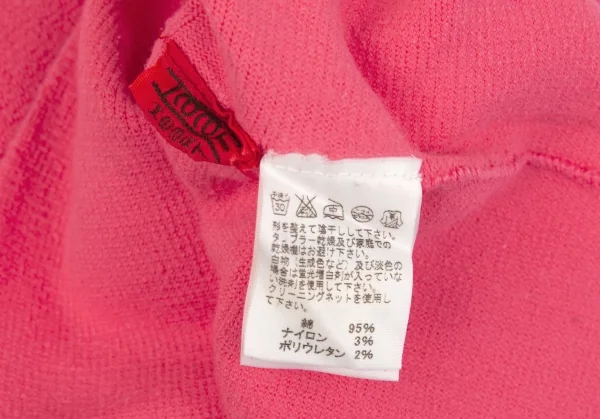 手洗イ
30
中
形を整えて陰干しして下さい。
タンブラー乾燥及び家庭での
乾燥機はお避け下さい。
白物（生成色など）及び淡色の
場合は蛍光増白剤が入っていな
い洗剤を使用して下さい。
クリーニングネットを使用し
て下さい。
綿 95%
ナイロン 3%
ポリウレタン 2%